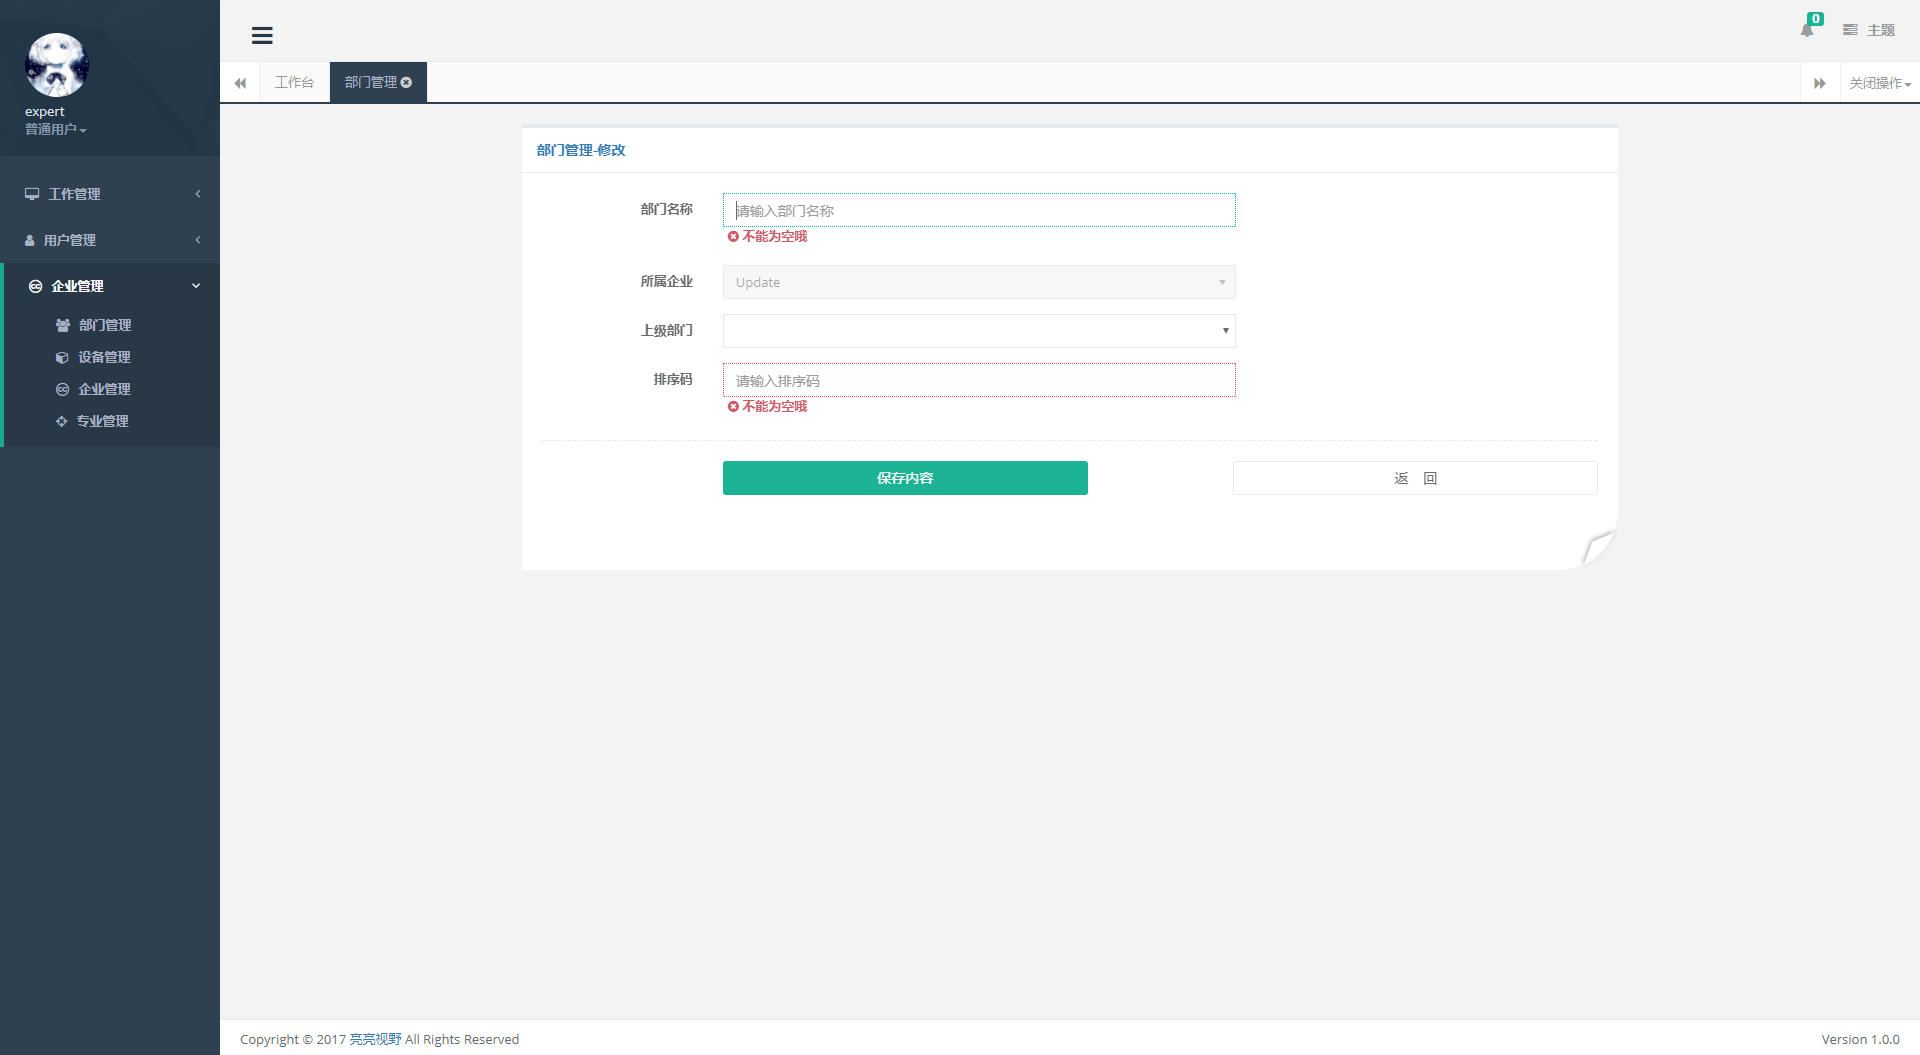 expert
普通用户
工作管理
用户管理
企业管理
部门管理
设备管理
企业管理
专业管理
0
主题
工作台
部门管理
关闭操作
部门管理-修改
部门名称
请输入部门名称
不能为空哦
所属企业
Update
上级部门
排序码
请输入排序码
不能为空哦
保存内容
返 回
Copyright © 2017 亮亮视野 All Rights Reserved
Version 1.0.0